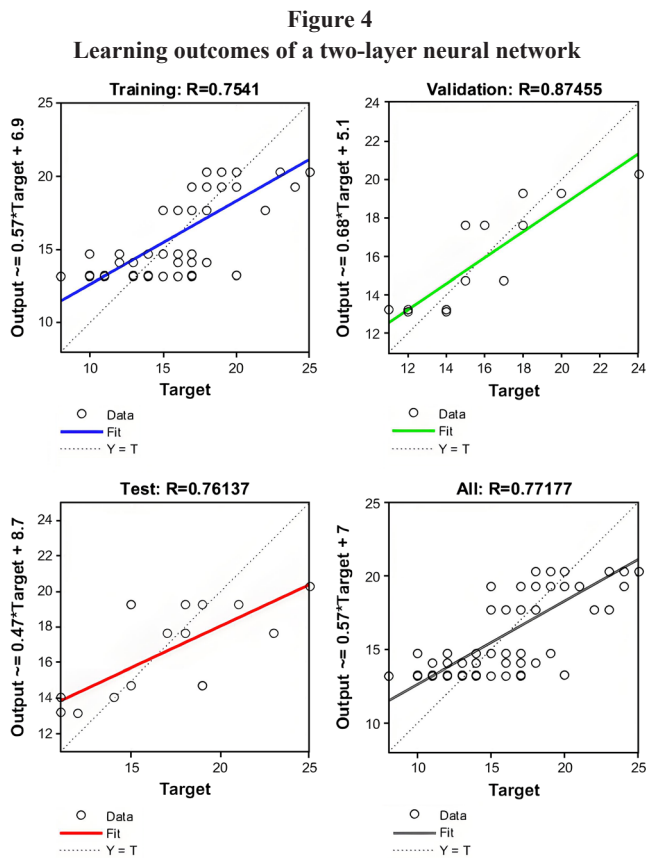 Figure 4
Learning outcomes of a two-layer neural network
Training: R=0.7541
Output ~= 0.57*Target + 6.9
25
20
15
10
10
15
20
25
Target
Data
Fit
Y = T
Validation: R=0.87455
Output ~= 0.68*Target + 5.1
24
22
20
18
16
14
12
12
14
16
18
20
22
24
Target
Data
Fit
Y = T
Test: R=0.76137
Output ~= 0.47*Target + 8.7
24
22
20
18
16
14
12
15
20
25
Target
Data
Fit
Y = T
All: R=0.77177
Output ~= 0.57*Target + 7
25
20
15
10
10
15
20
25
Target
Data
Fit
Y = T